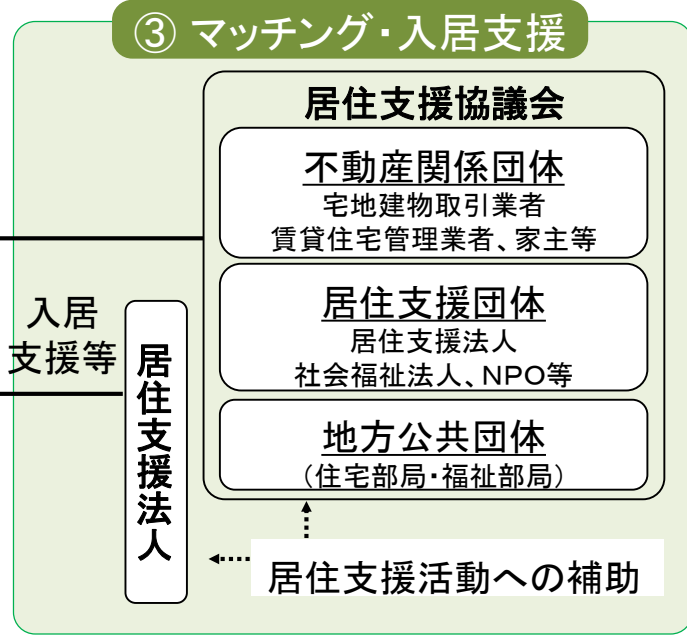 ③ マッチング・入居支援
居住支援協議会
不動産関係団体
宅地建物取引業者
賃貸住宅管理業者、家主等
居住支援団体
居住支援法人
社会福祉法人、NPO等
地方公共団体
（住宅部局・福祉部局）
入居
支援等
居住支援法人
居住支援活動への補助